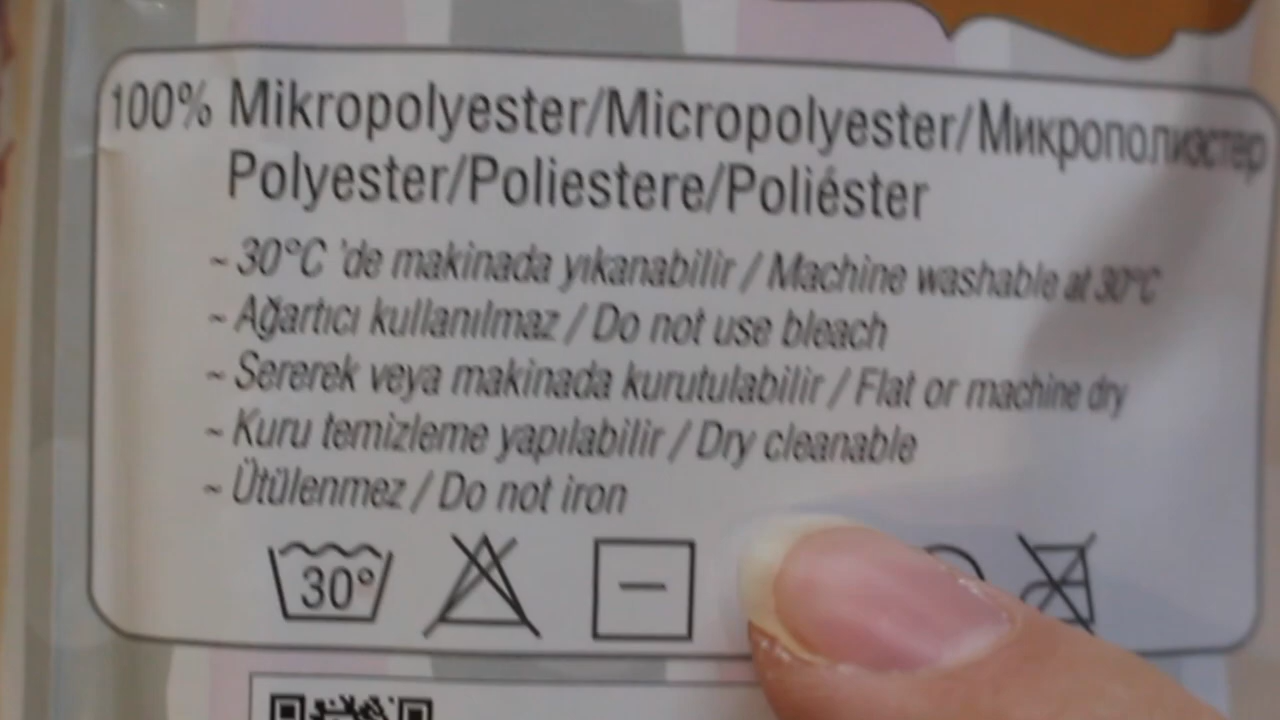 100% Mikropolyester/Micropolyester/Микрополиэстер
Polyester/Poliestere/Poliéster
~ 30°C 'de makinada yıkanabilir / Machine washable at 30°C
~ Ağartıcı kullanılmaz / Do not use bleach
~ Sererek veya makinada kurutulabilir / Flat or machine dry
~ Kuru temizleme yapılabilir / Dry cleanable
~ Ütülenmez / Do not iron
30°